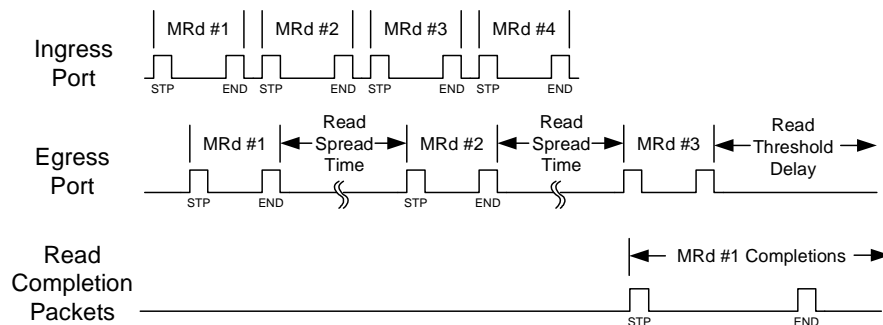 MRd #1 MRd #2 MRd #3 MRd #4
Ingress
Port
STP END STP END STP END STP END
Read
Spread
Time
Read
Spread
Time
Read
Threshold
Delay
MRd #1 MRd #2 MRd #3
Egress
Port
STP END STP END STP END
Read
Completion
Packets
MRd #1 Completions
STP END